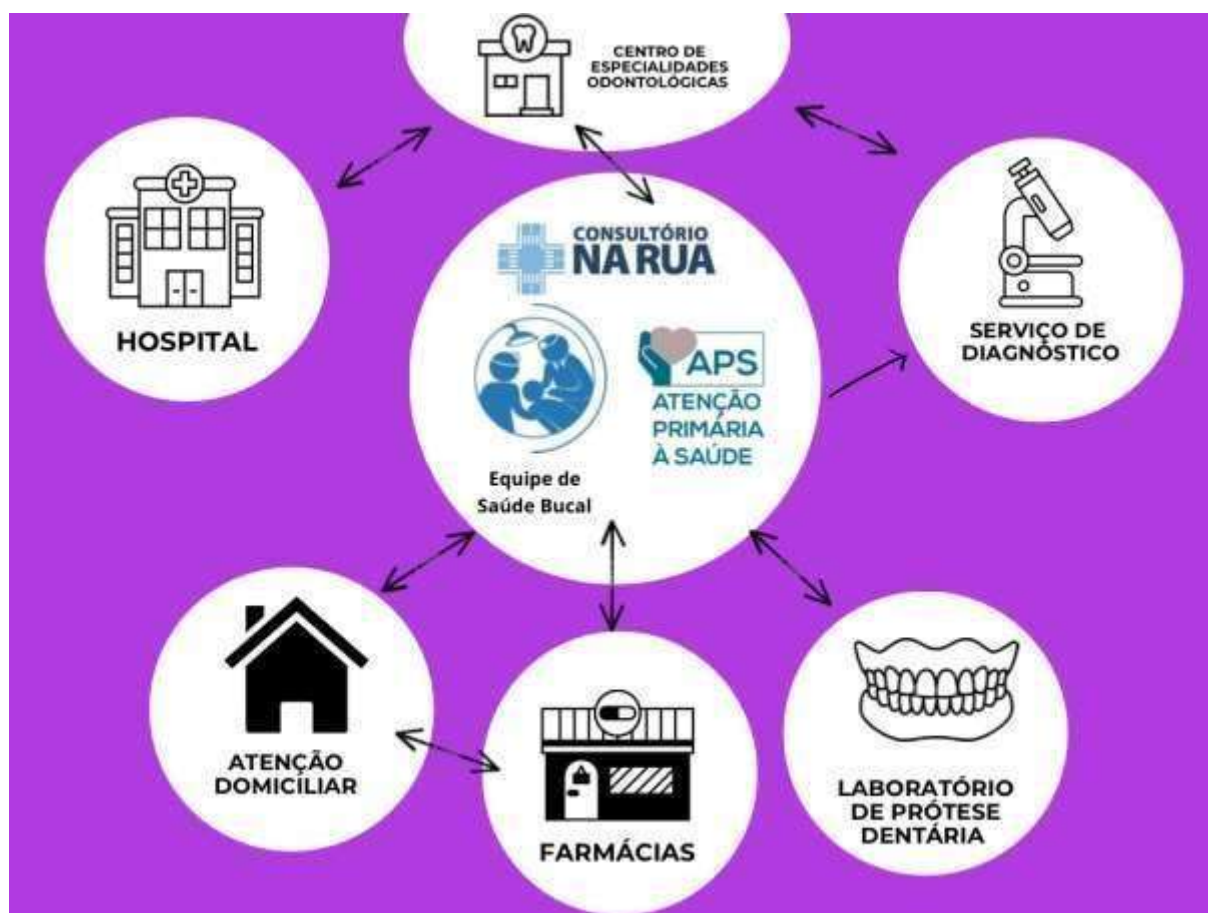 CENTRO DE
ESPECIALIDADES
ODONTOLÓGICAS
HOSPITAL
CONSULTÓRIO
NA RUA
APS
ATENÇÃO
PRIMÁRIA
À SAÚDE
Equipe de
Saúde Bucal
SERVIÇO DE
DIAGNÓSTICO
ATENÇÃO
DOMICILIAR
FARMÁCIAS
LABORATÓRIO
DE PRÓTESE
DENTÁRIA